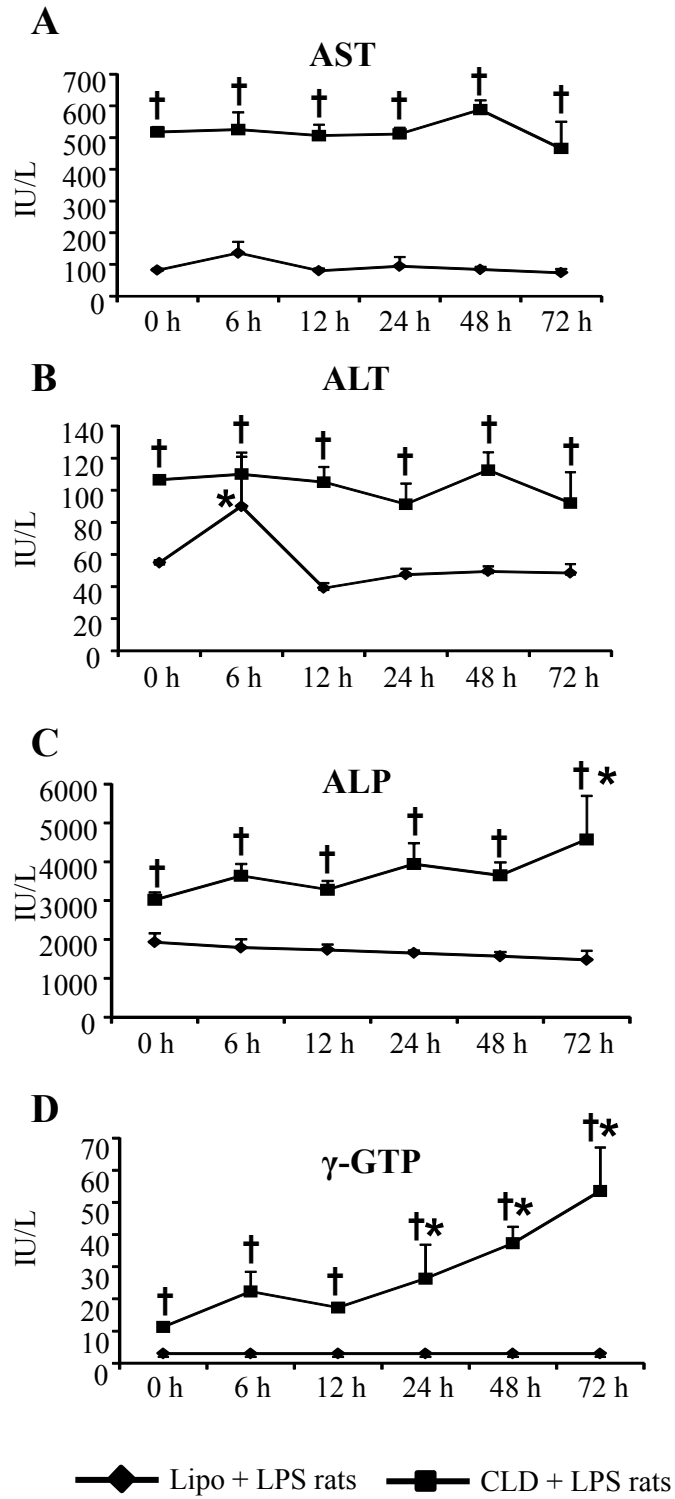 A
AST
700
600
500
400
300
200
100
0
IU/L
† † † † † †
0 h 6 h 12 h 24 h 48 h 72 h
B
ALT
140
120
100
80
60
40
20
0
IU/L
† † † † † †
*
0 h 6 h 12 h 24 h 48 h 72 h
C
ALP
6000
5000
4000
3000
2000
1000
0
IU/L
† † † † † †*
0 h 6 h 12 h 24 h 48 h 72 h
D
γ-GTP
70
60
50
40
30
20
10
0
IU/L
† † † †* †* †*
0 h 6 h 12 h 24 h 48 h 72 h
Lipo + LPS rats CLD + LPS rats